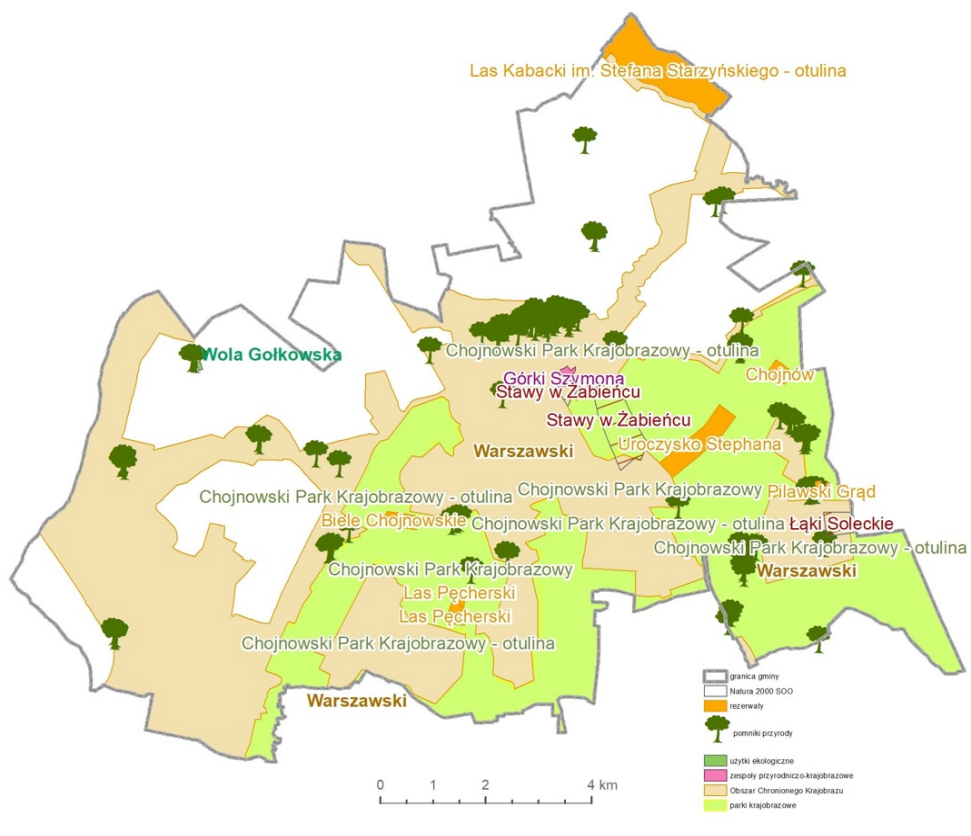 Las Kabacki im. Stefana Starzyńskiego - otulina
Wola Gołkowska
Chojnowski Park Krajobrazowy - otulina
Chojnów
Górki Szymona
Stawy w Żabieńcu
Stawy w Żabieńcu
Uroczysko Stephana
Warszawski
Chojnowski Park Krajobrazowy - otulina
Chojnowski Park Krajobrazowy
Pilawski Grąd
Biele Chojnowskie
Chojnowski Park Krajobrazowy - otulina
Łąki Soleckie
Chojnowski Park Krajobrazowy - otulina
Chojnowski Park Krajobrazowy
Warszawski
Las Pęcherski
Las Pęcherski
Chojnowski Park Krajobrazowy - otulina
Warszawski
granica gminy
Natura 2000 SOO
rezerwaty
pomniki przyrody
użytki ekologiczne
zespoły przyrodniczo-krajobrazowe
Obszar Chronionego Krajobrazu
parki krajobrazowe
0 1 2 4 km